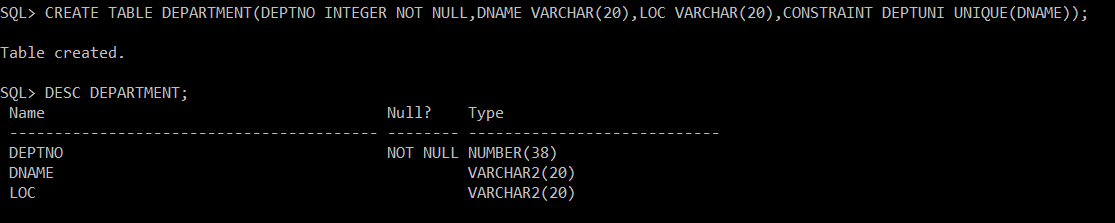 SQL> CREATE TABLE DEPARTMENT(DEPTNO INTEGER NOT NULL,DNAME VARCHAR(20),LOC VARCHAR(20),CONSTRAINT DEPTUNI UNIQUE(DNAME));
Table created.
SQL> DESC DEPARTMENT;
Name                                      Null?    Type
----------------------------------------- -------- ----------------------------
DEPTNO                                    NOT NULL NUMBER(38)
DNAME                                              VARCHAR2(20)
LOC                                                VARCHAR2(20)